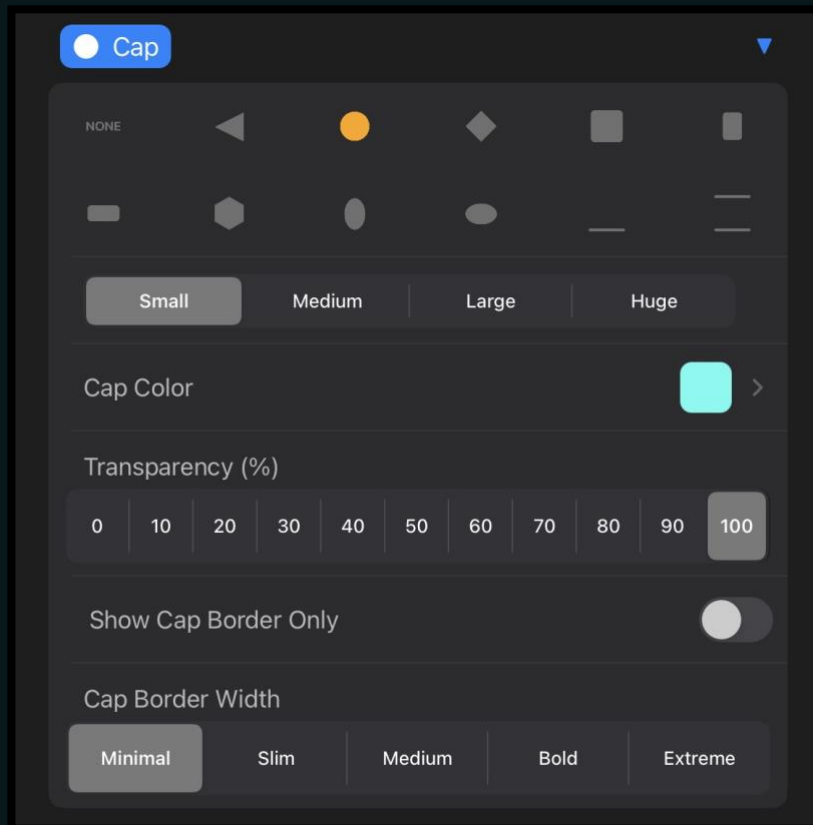 Cap
NONE
Small Medium Large Huge
Cap Color
Transparency (%)
0 10 20 30 40 50 60 70 80 90 100
Show Cap Border Only
Cap Border Width
Minimal Slim Medium Bold Extreme